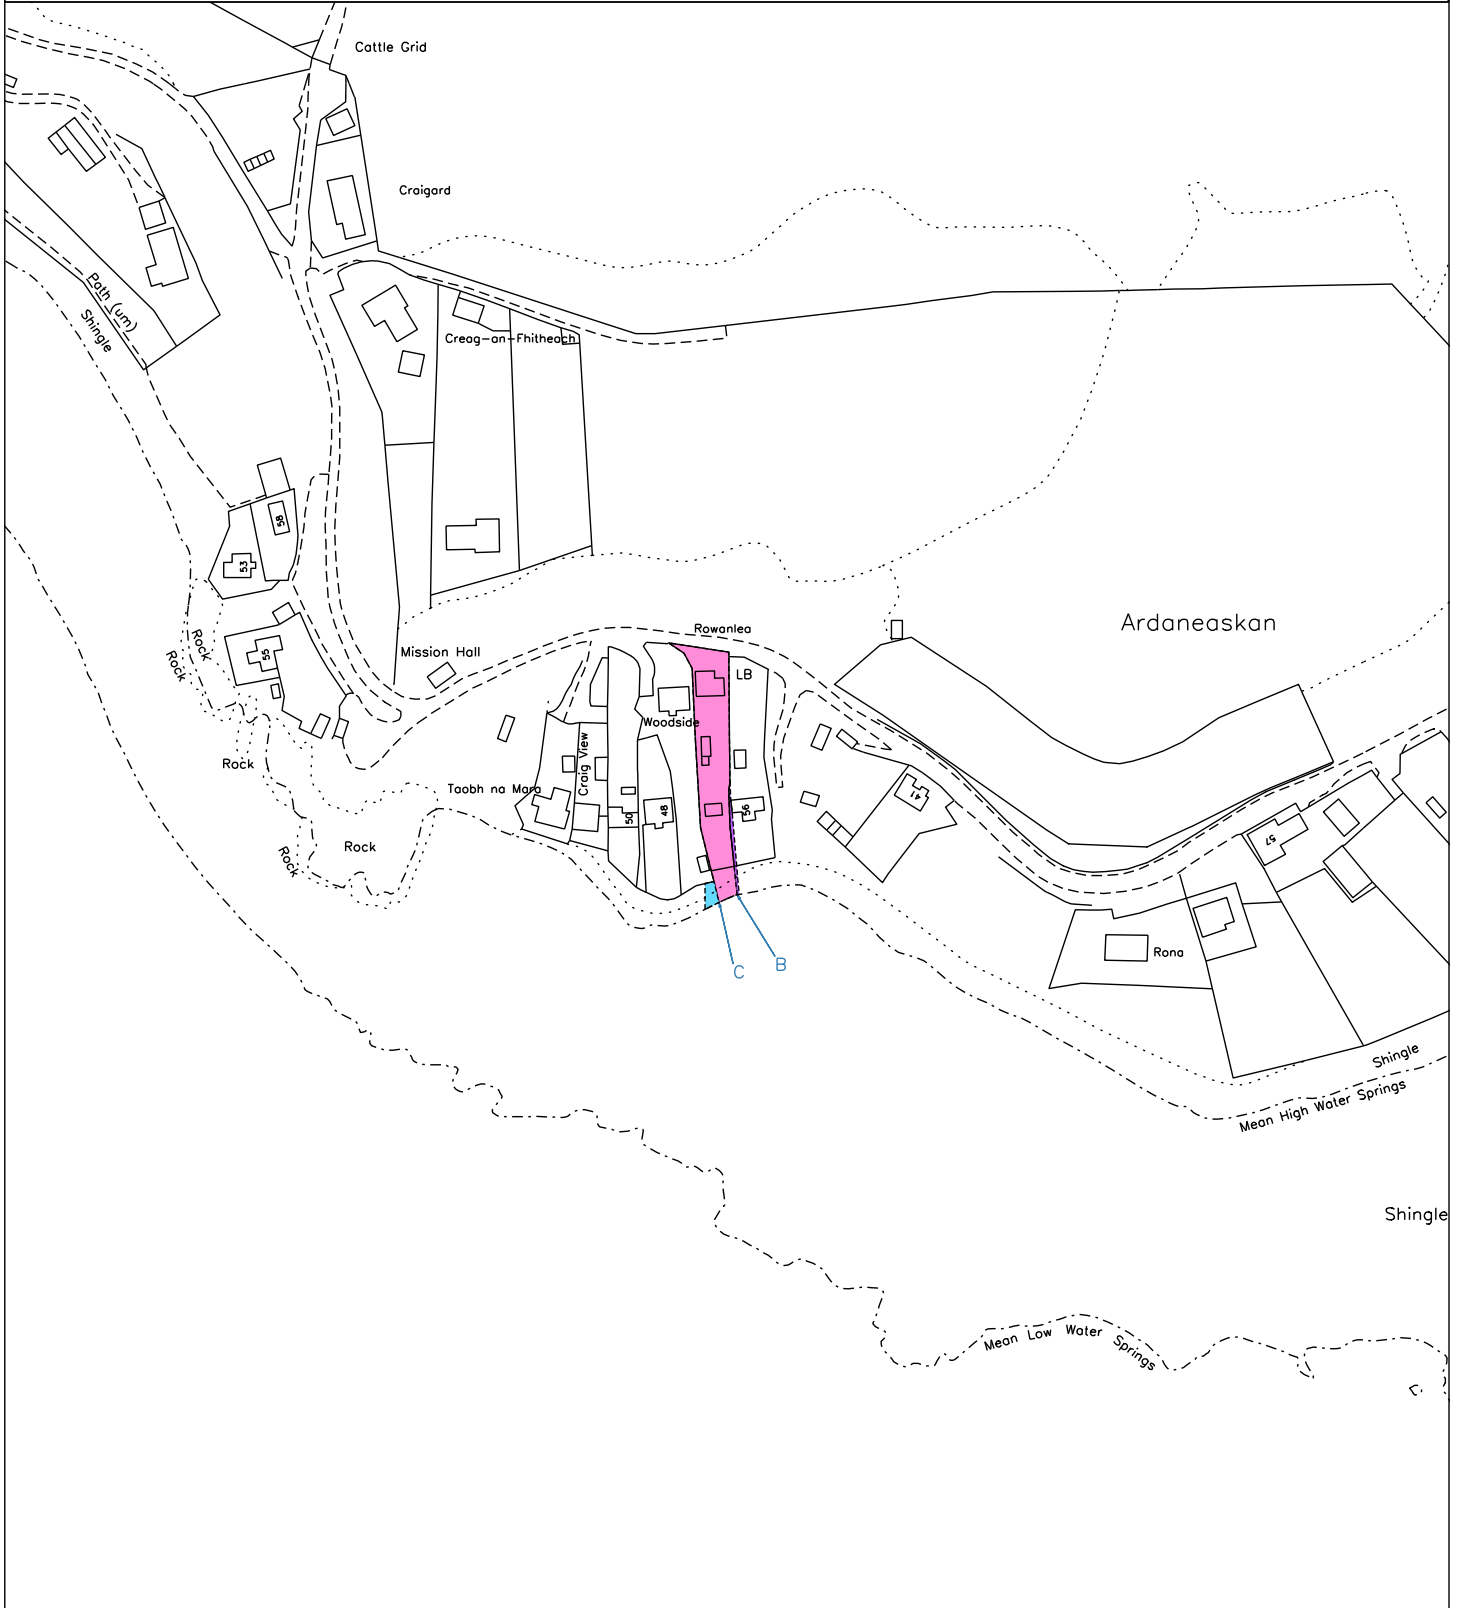 Cattle Grid
Craigard
Path (um)
Shingle
Creag-an-Fhitheach
58
53
Ardaneaskan
Rowanlea
Rock
Rock
55
Mission Hall
LB
Woodside
Craig View
Rock
Taobh na Mara
41
50
48
56
57
Rock
Rock
Rona
C
B
Shingle
Mean High Water Springs
Shingle
Mean Low Water Springs